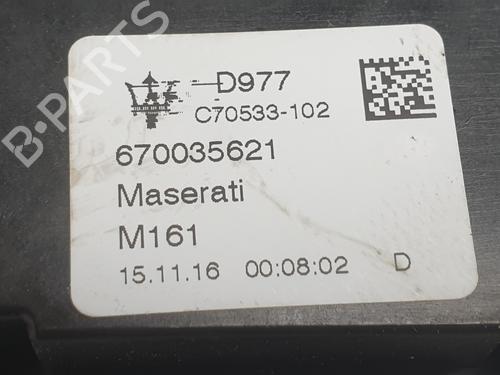 D977
C70533-102
670035621
Maserati
M161
15.11.16 00:08:02 D
B-PARTS